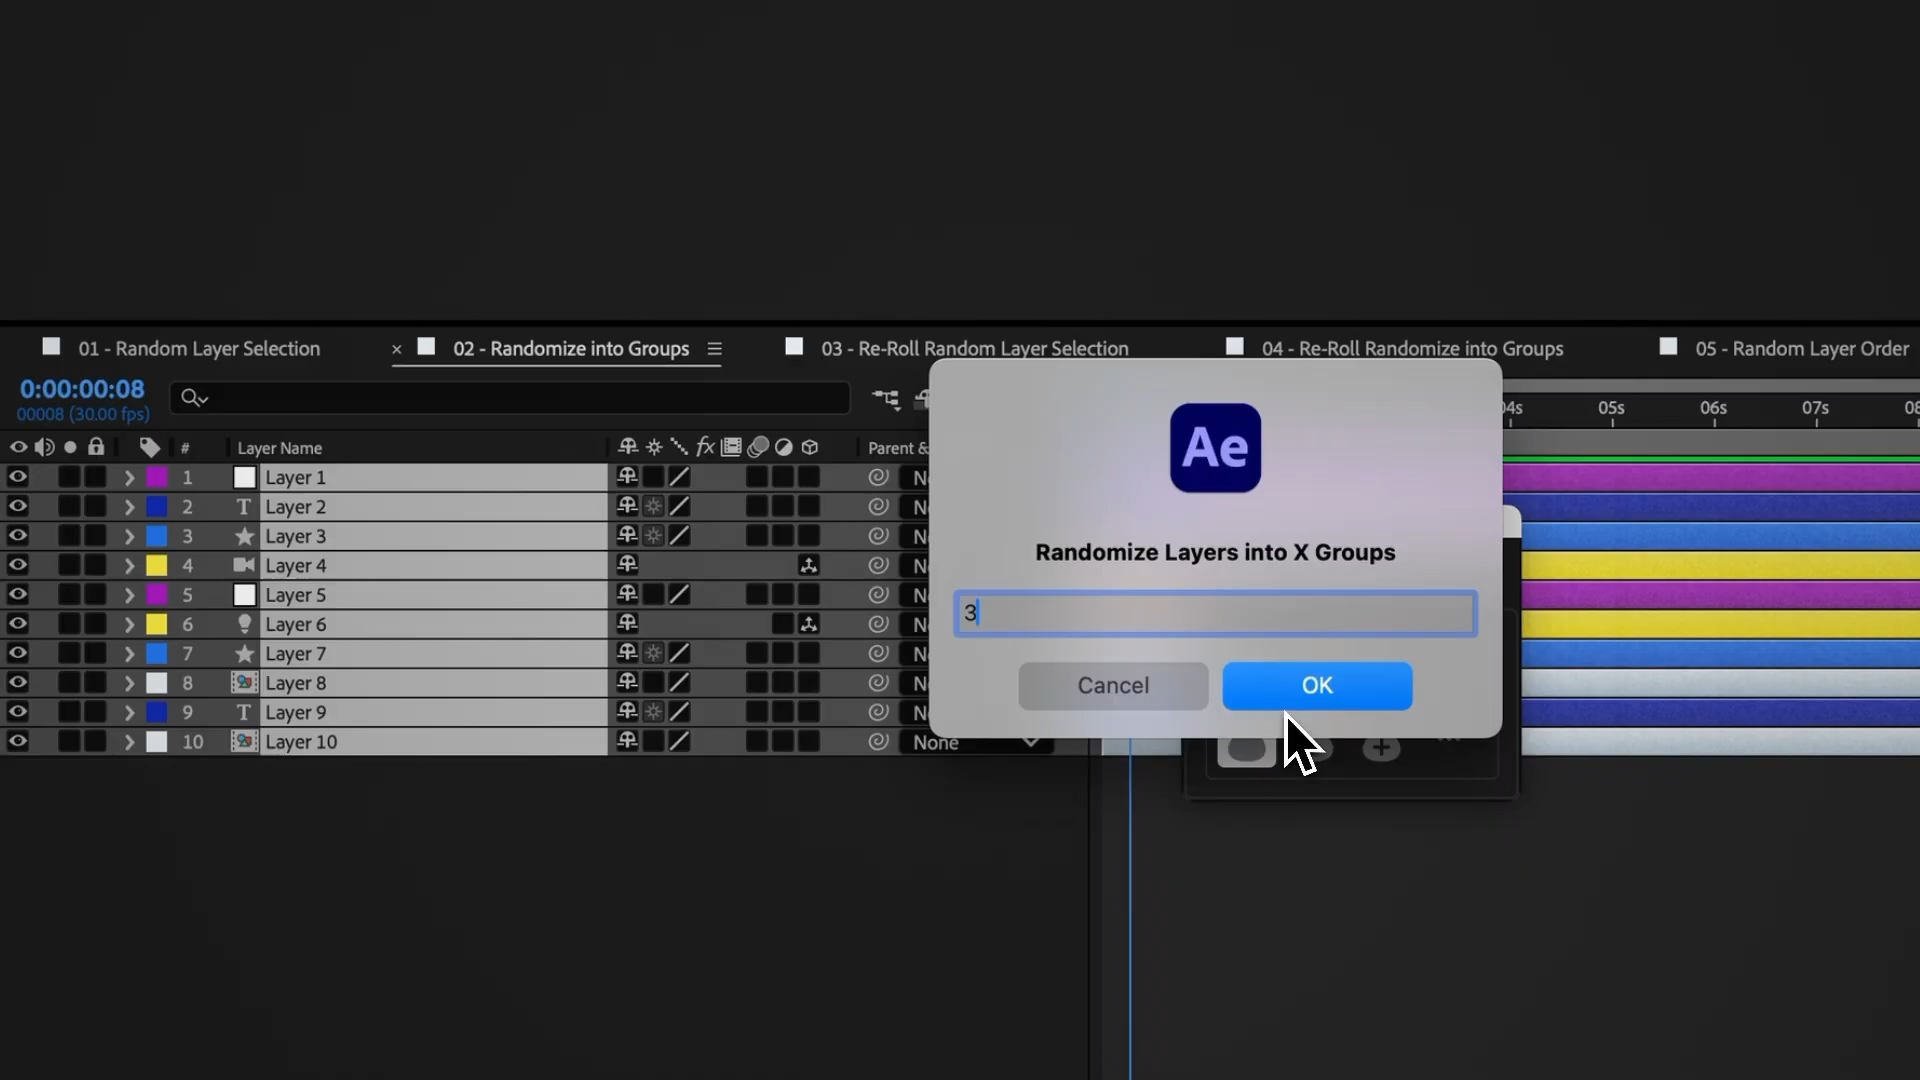 01 - Random Layer Selection
× 02 - Randomize into Groups
03 - Re-Roll Random Layer Selection
04 - Re-Roll Randomize into Groups
05 - Random Layer Order
0:00:00:08
00008 (30.00 fps)
04s 05s 06s 07s 08
# Layer Name fx Parent &
1 Layer 1
2 T Layer 2
3 Layer 3
4 Layer 4
5 Layer 5
6 Layer 6
7 Layer 7
8 Layer 8
9 T Layer 9
10 Layer 10 None
Ae
Randomize Layers into X Groups
3
Cancel OK